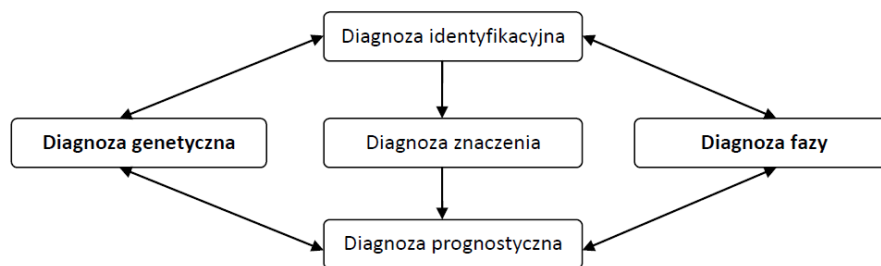 Diagnoza identyfikacyjna
Diagnoza genetyczna
Diagnoza znaczenia
Diagnoza fazy
Diagnoza prognostyczna